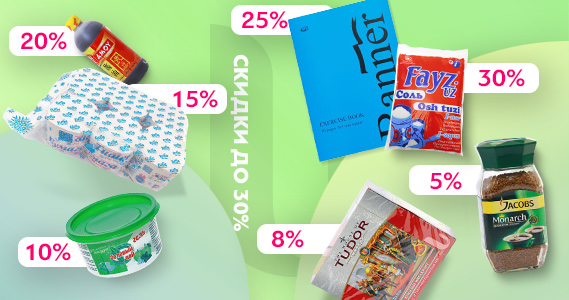 20%
15%
10%
СКИДКИ ДО 30%
25%
Banner
EXERCISE BOOK
Fayz
UZ
СОЛЬ
Osh tuzi
30%
5%
JACOBS
Monarch
8%
TUDOR